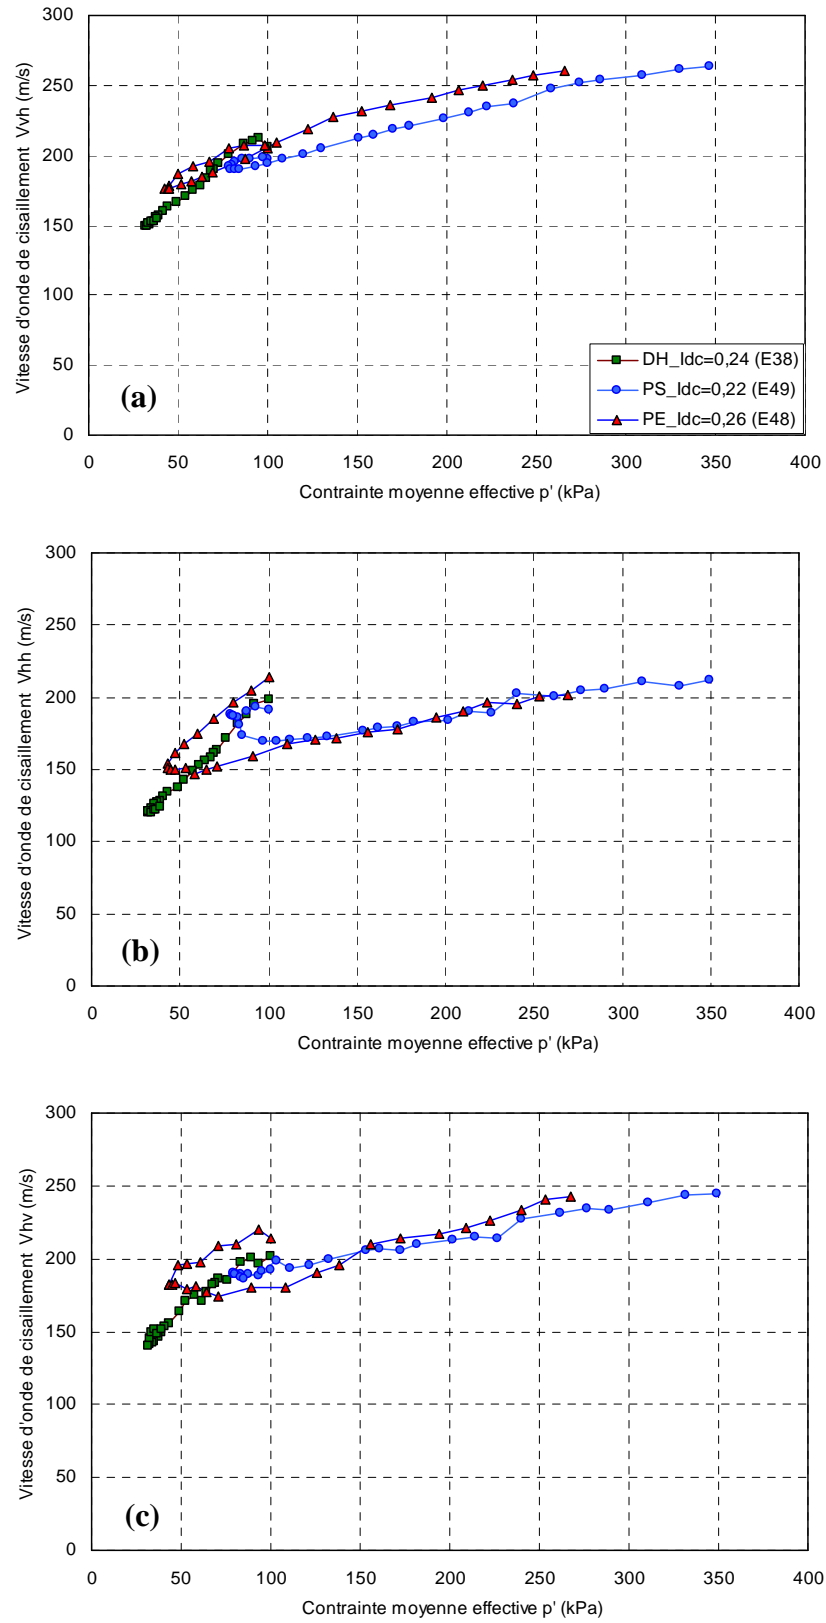 300
250
200
150
100
50
0
Vitesse d'onde de cisaillement Vvh (m/s)
(a)
DH_Idc=0,24 (E38)
PS_Idc=0,22 (E49)
PE_Idc=0,26 (E48)
0 50 100 150 200 250 300 350 400
Contrainte moyenne effective p' (kPa)
300
250
200
150
100
50
0
Vitesse d'onde de cisaillement Vhh (m/s)
(b)
0 50 100 150 200 250 300 350 400
Contrainte moyenne effective p' (kPa)
300
250
200
150
100
50
0
Vitesse d'onde de cisaillement Vhv (m/s)
(c)
0 50 100 150 200 250 300 350 400
Contrainte moyenne effective p' (kPa)